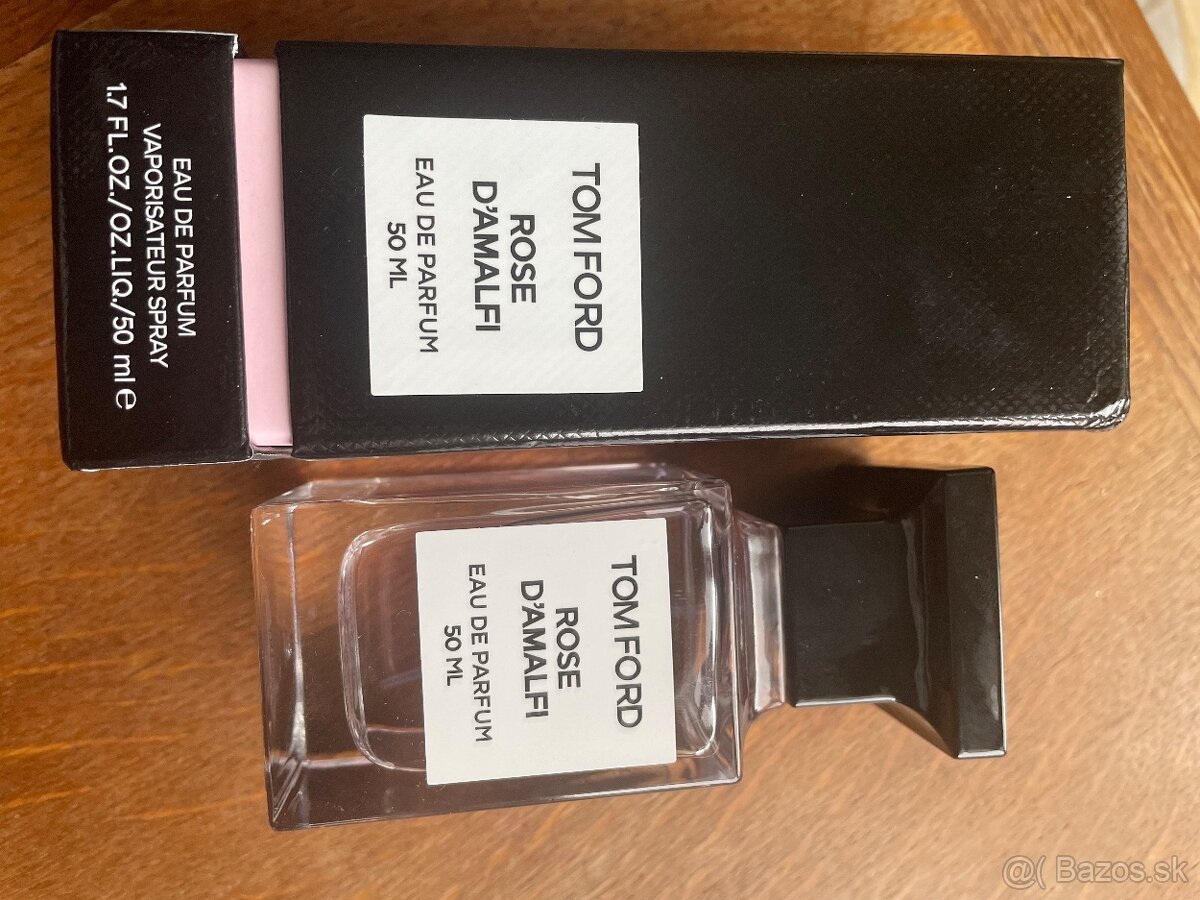 EAU DE PARFUM
VAPORISATEUR SPRAY
1.7 FL.OZ./OZ.LIQ./50 ml e
TOM FORD
ROSE
D'AMALFI
EAU DE PARFUM
50 ML
TOM FORD
ROSE
D'AMALFI
EAU DE PARFUM
50 ML
@( Bazos.sk